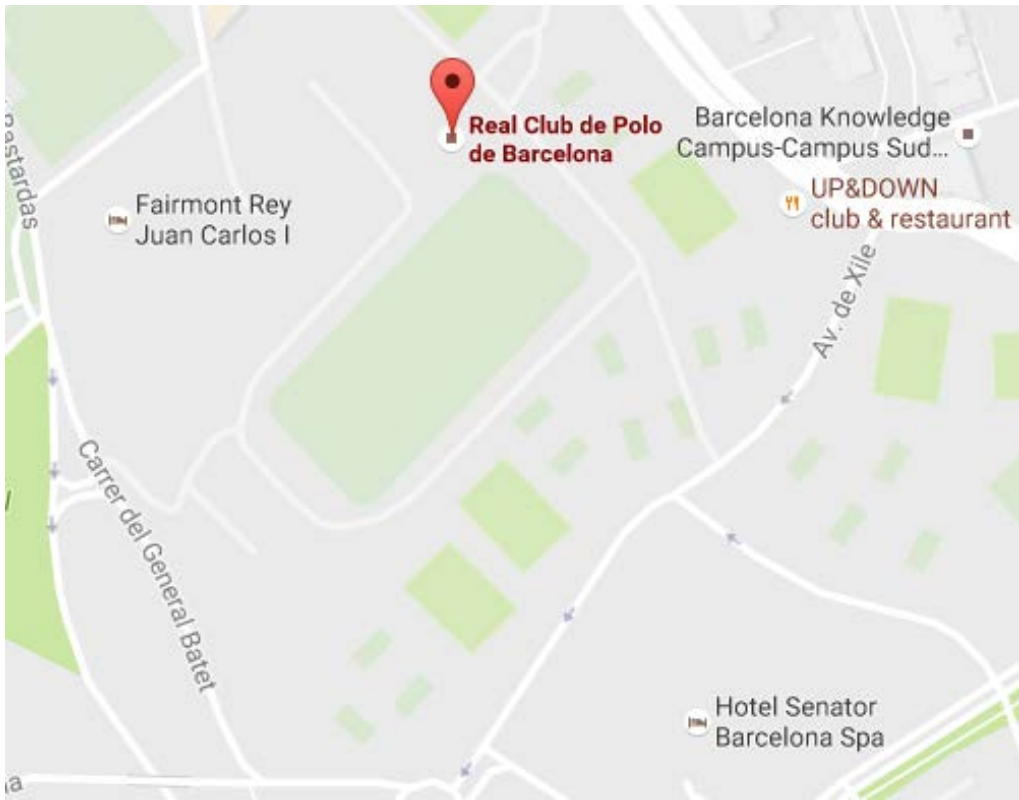 Real Club de Polo
de Barcelona
Barcelona Knowledge
Campus-Campus Sud...
UP&DOWN
club & restaurant
Fairmont Rey
Juan Carlos I
Av. de Xile
Carrer del General Batet
Hotel Senator
Barcelona Spa